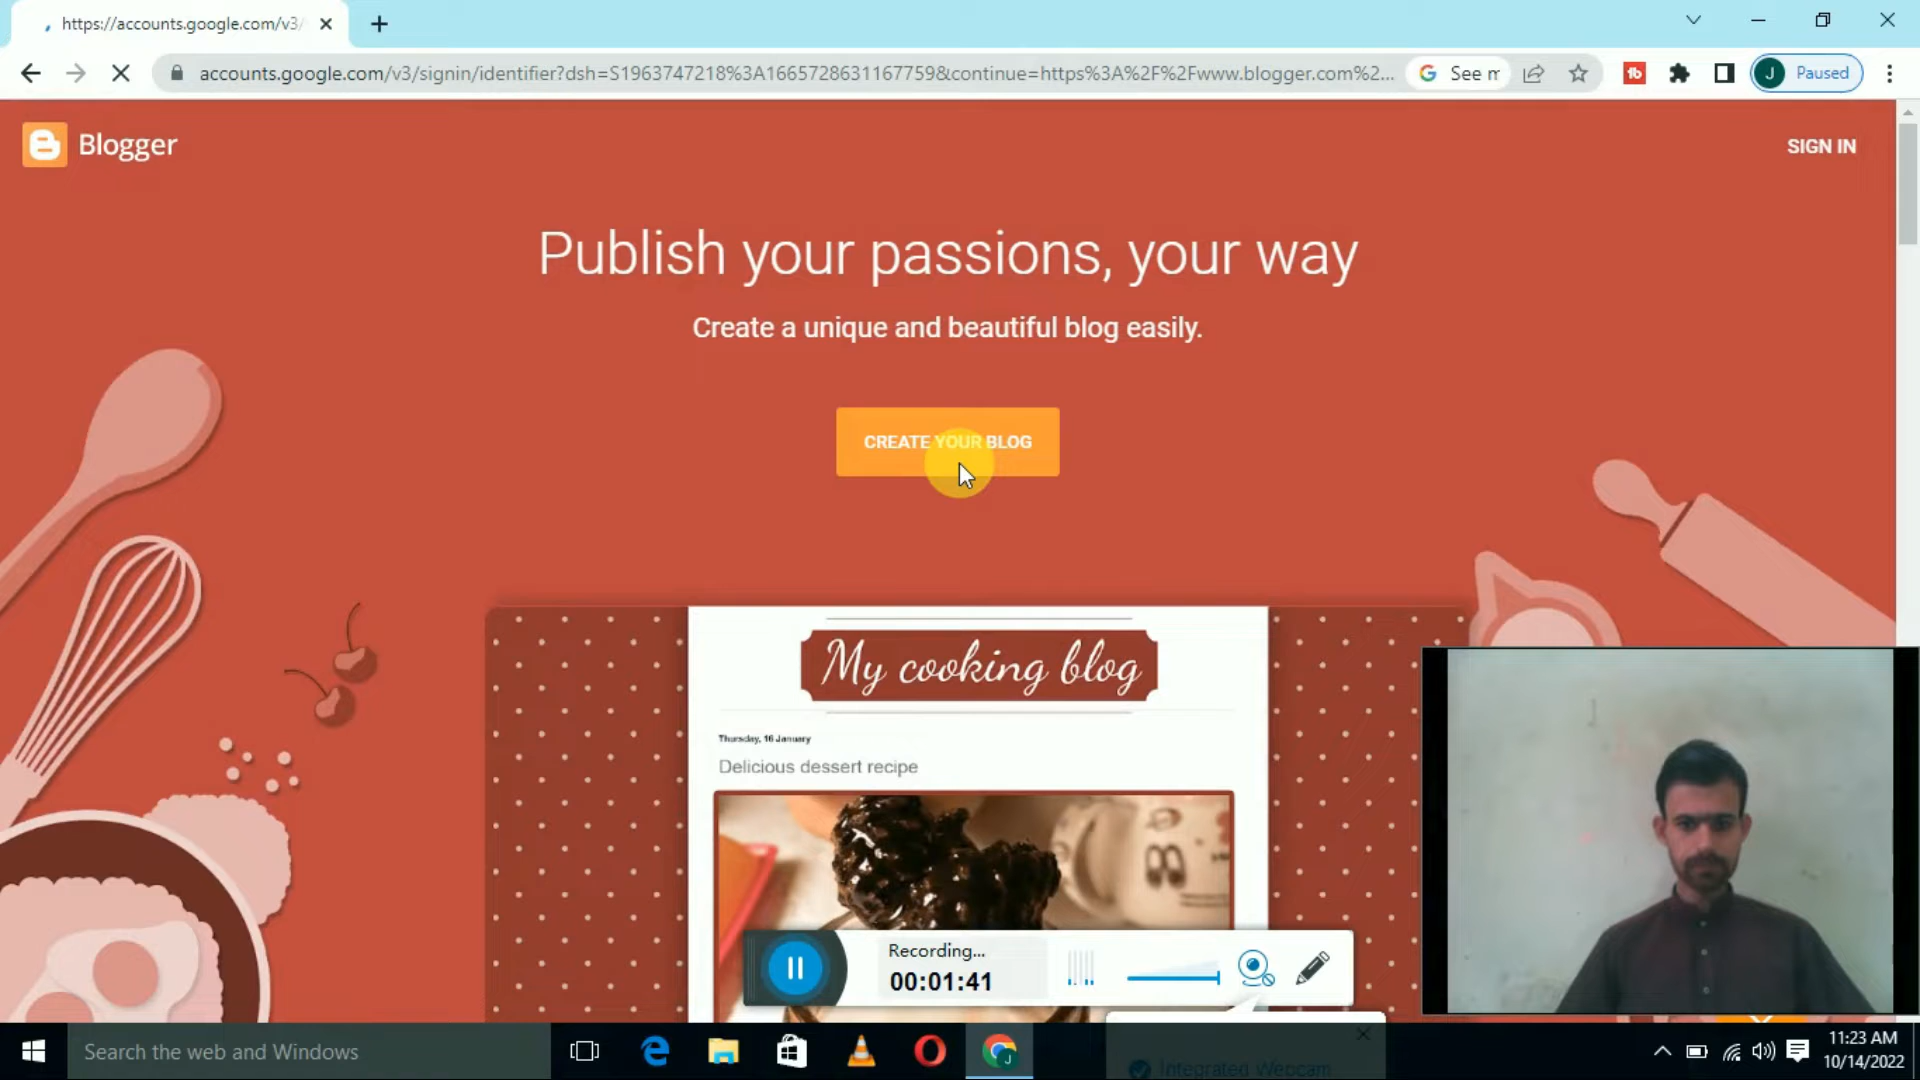 https://accounts.google.com/v3/
accounts.google.com/v3/signin/identifier?dsh=S1963747218%3A1665728631167759&continue=https%3A%2F%2Fwww.blogger.com%2...
See m
J
Paused
Blogger
SIGN IN
Publish your passions, your way
Create a unique and beautiful blog easily.
CREATE YOUR BLOG
My cooking blog
Thursday, 16 January
Delicious dessert recipe
Recording...
00:01:41
Integrated Webcam
Search the web and Windows
11:23 AM
10/14/2022